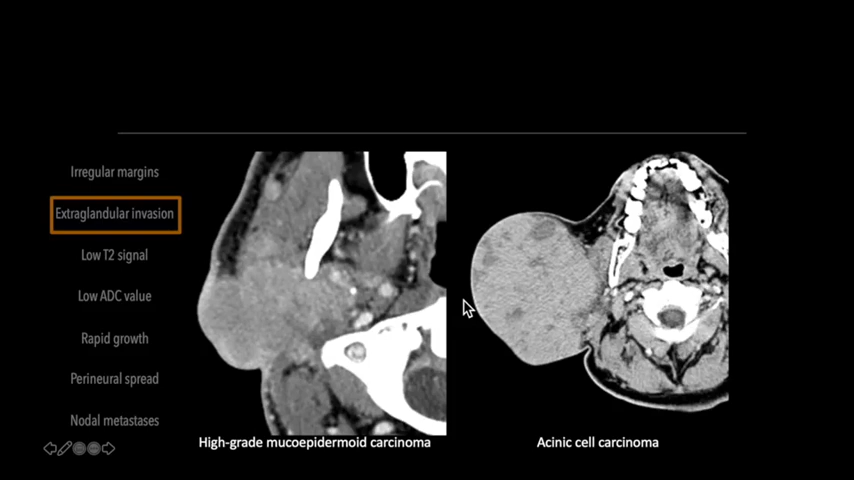 Irregular margins
Extraglandular invasion
Low T2 signal
Low ADC value
Rapid growth
Perineural spread
Nodal metastases
High-grade mucoepidermoid carcinoma
Acinic cell carcinoma